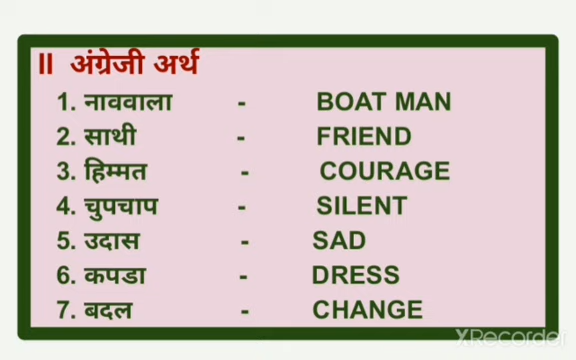 II अंग्रेजी अर्थ
1. नाववाला - BOAT MAN
2. साथी - FRIEND
3. हिम्मत - COURAGE
4. चुपचाप - SILENT
5. उदास - SAD
6. कपडा - DRESS
7. बदल - CHANGE
XRecorder